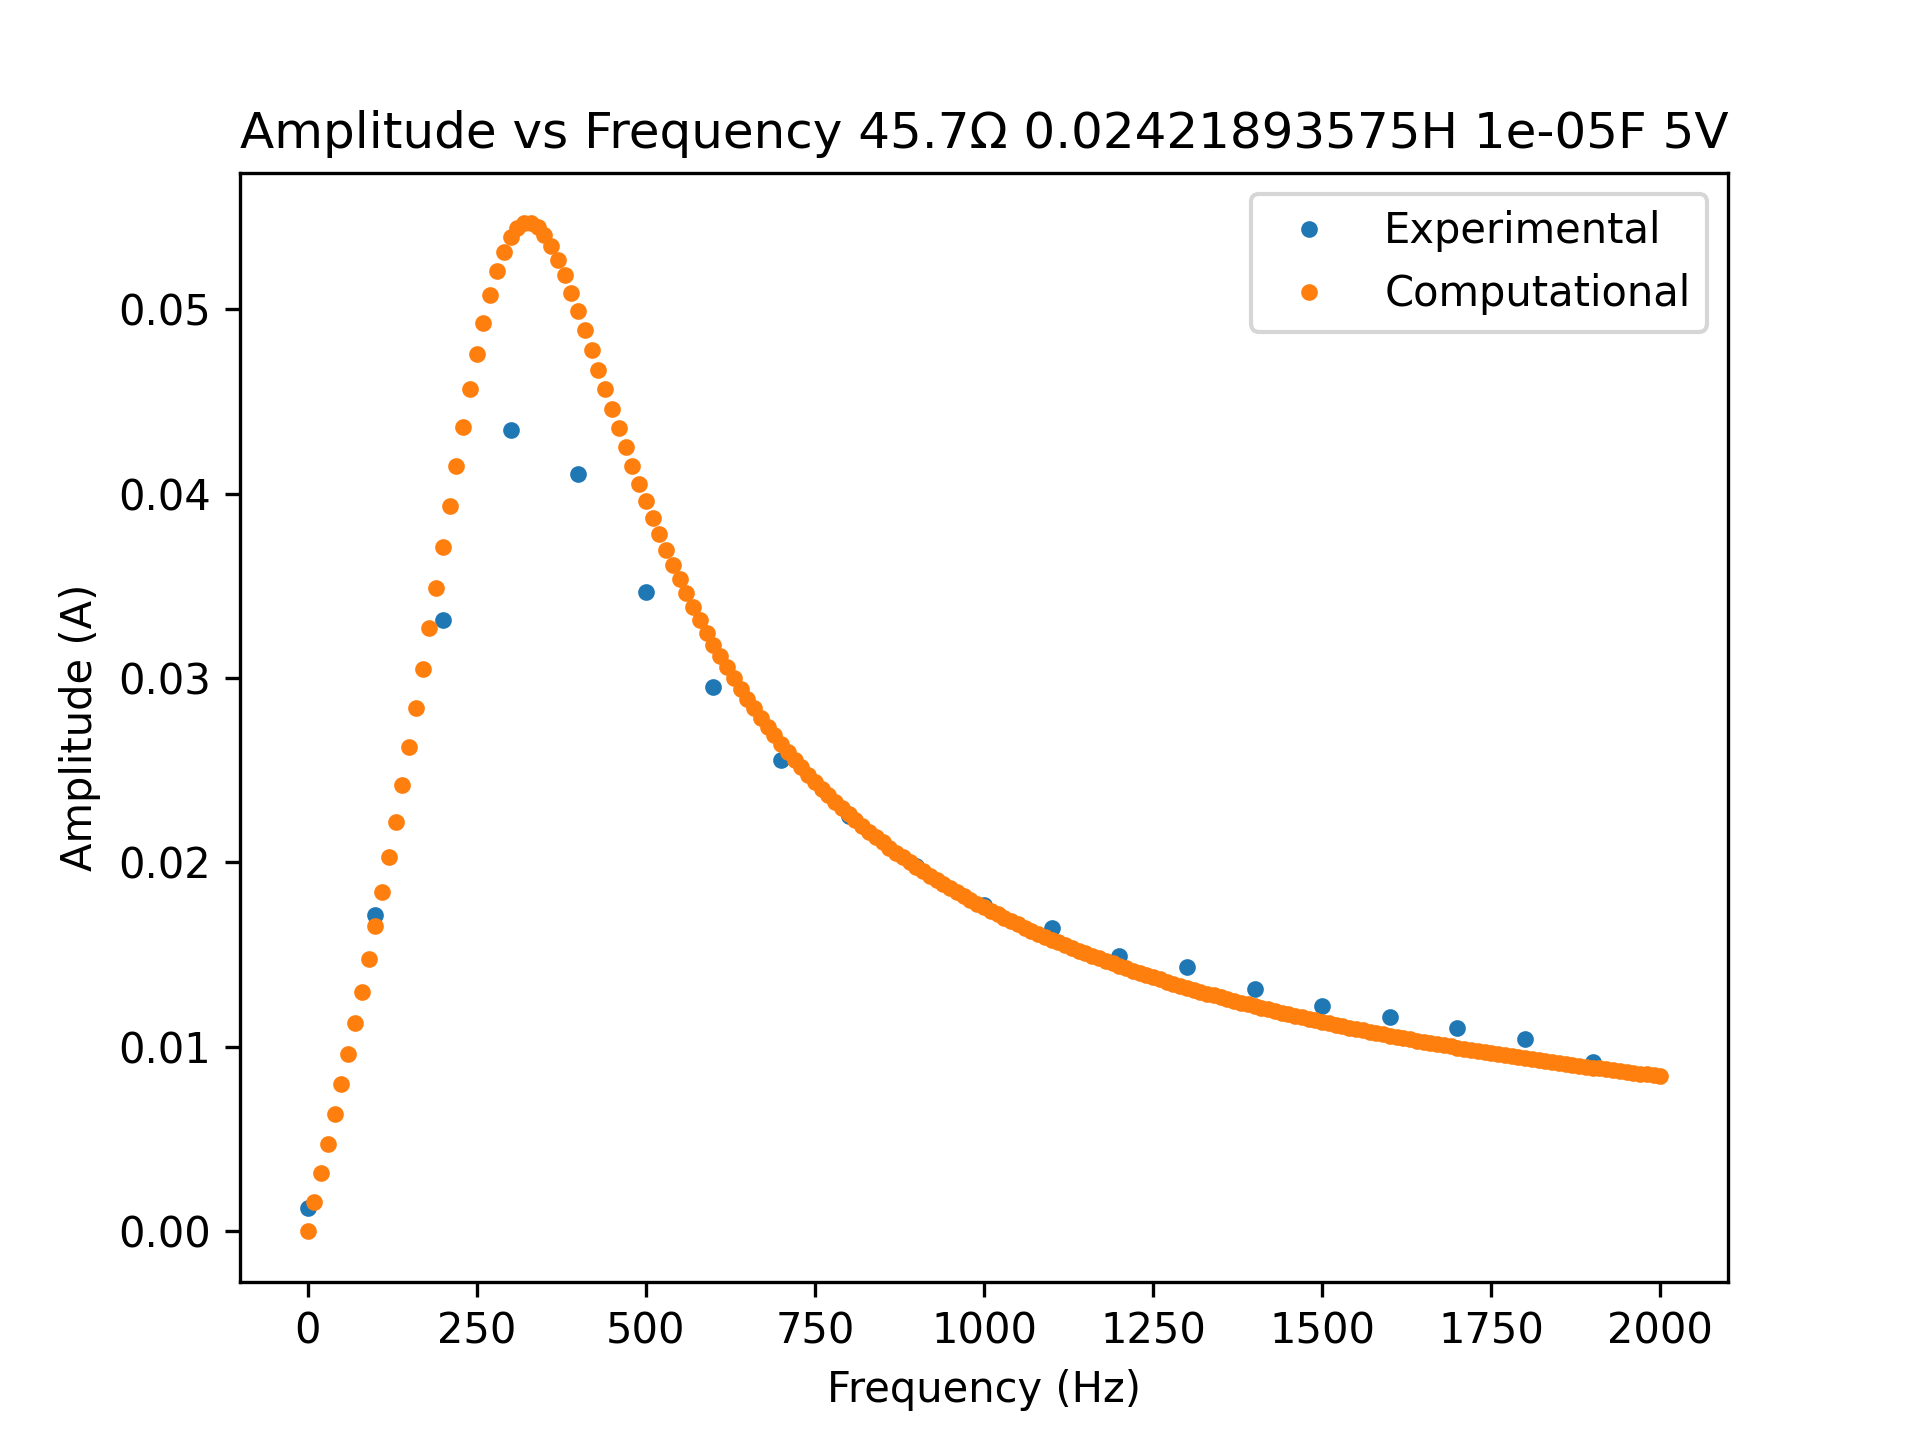 Amplitude vs Frequency 45.7Ω 0.02421893575H 1e-05F 5V
Experimental
Computational
Amplitude (A)
0.05
0.04
0.03
0.02
0.01
0.00
0 250 500 750 1000 1250 1500 1750 2000
Frequency (Hz)